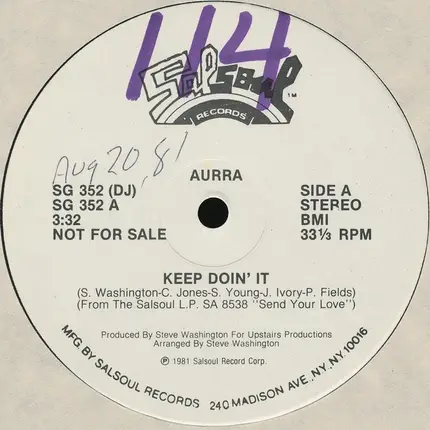 114
Salsoul
RECORDS
TM
Aug 20, 81
AURRA
SG 352 (DJ)
SG 352 A
3:32
NOT FOR SALE
SIDE A
STEREO
BMI
33⅓ RPM
KEEP DOIN' IT
(S. Washington-C. Jones-S. Young-J. Ivory-P. Fields)
(From The Salsoul L.P. SA 8538 "Send Your Love")
Produced By Steve Washington For Upstairs Productions
Arranged By Steve Washington
℗ 1981 Salsoul Record Corp.
MFG. BY SALSOUL RECORDS 240 MADISON AVE., N.Y., N.Y. 10016